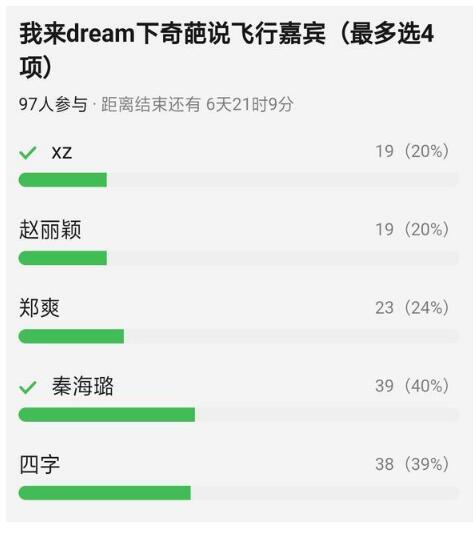 我来dream下奇葩说飞行嘉宾（最多选4
项）
97人参与 · 距离结束还有 6天21时9分
xz 19（20%）
赵丽颖 19（20%）
郑爽 23（24%）
秦海璐 39（40%）
四字 38（39%）